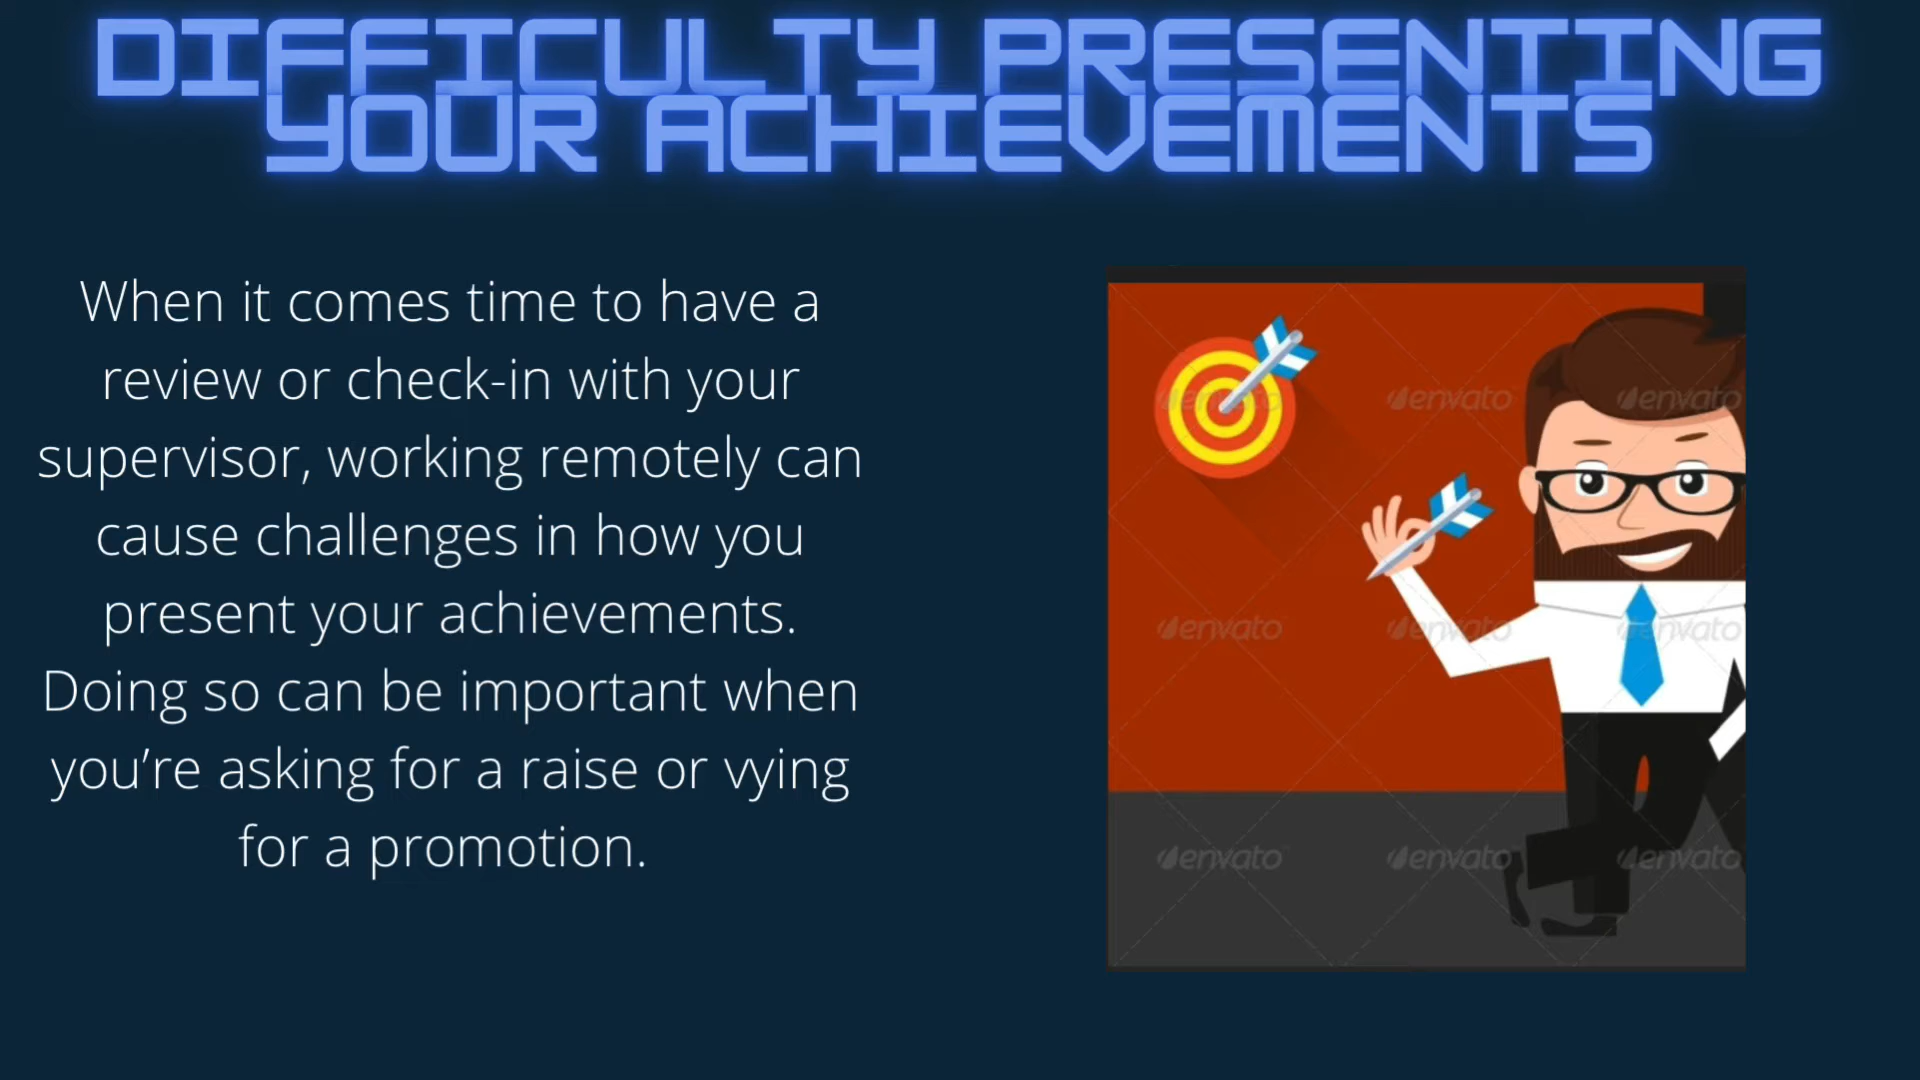 DIFFICULTY PRESENTING
YOUR ACHIEVEMENTS
When it comes time to have a
review or check-in with your
supervisor, working remotely can
cause challenges in how you
present your achievements.
Doing so can be important when
you’re asking for a raise or vying
for a promotion.
envato envato envato
envato envato envato
envato envato envato